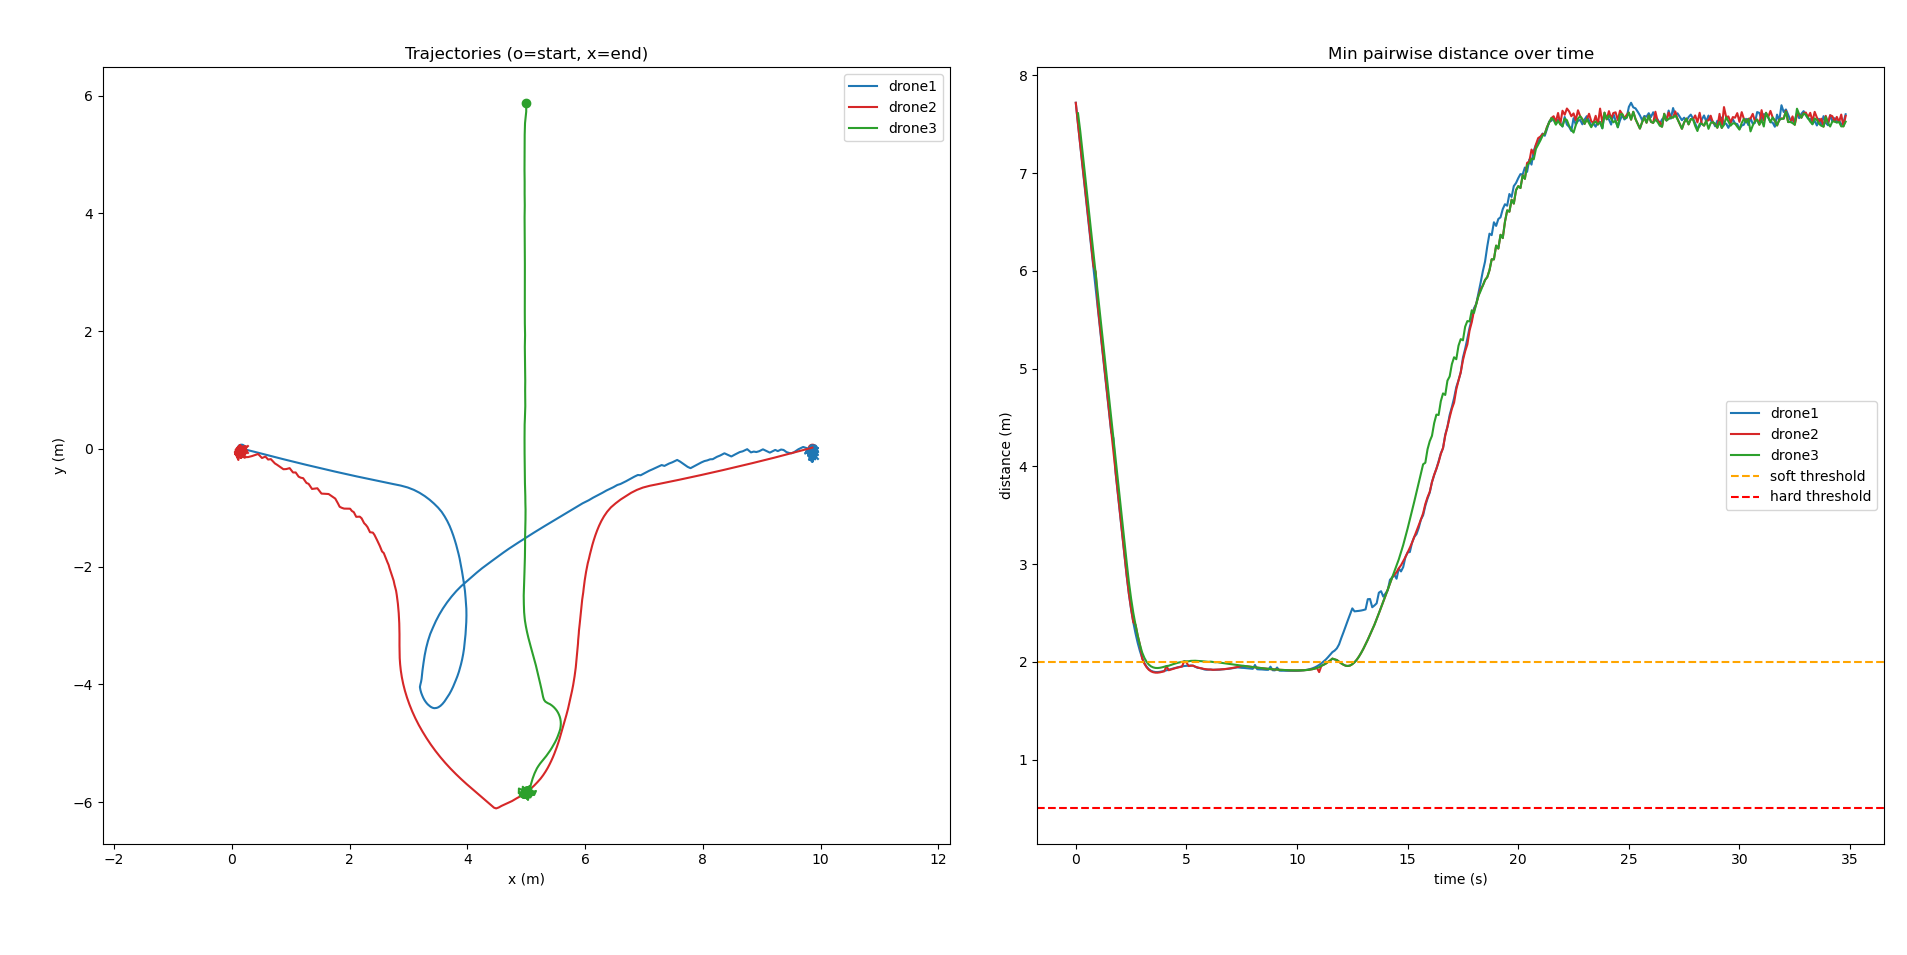 Trajectories (o=start, x=end)
drone1
drone2
drone3
6
4
2
0
−2
−4
−6
y (m)
−2
0
2
4
6
8
10
12
x (m)
Min pairwise distance over time
8
7
6
5
4
3
2
1
distance (m)
drone1
drone2
drone3
soft threshold
hard threshold
0
5
10
15
20
25
30
35
time (s)